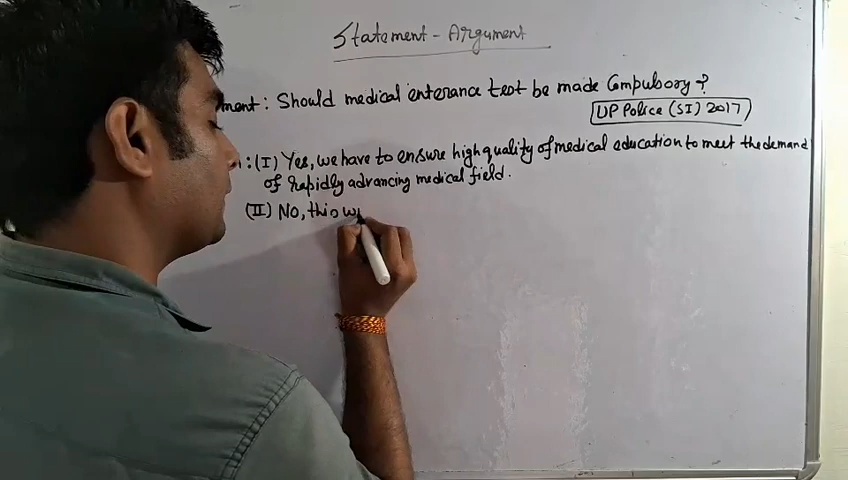 Statement - Argument
ment: Should medical enterance test be made Compulsory?
UP Police (SI) 2017
: (I) Yes, we have to ensure high quality of medical education to meet the demand
of rapidly advancing medical field.
(II) No, this w